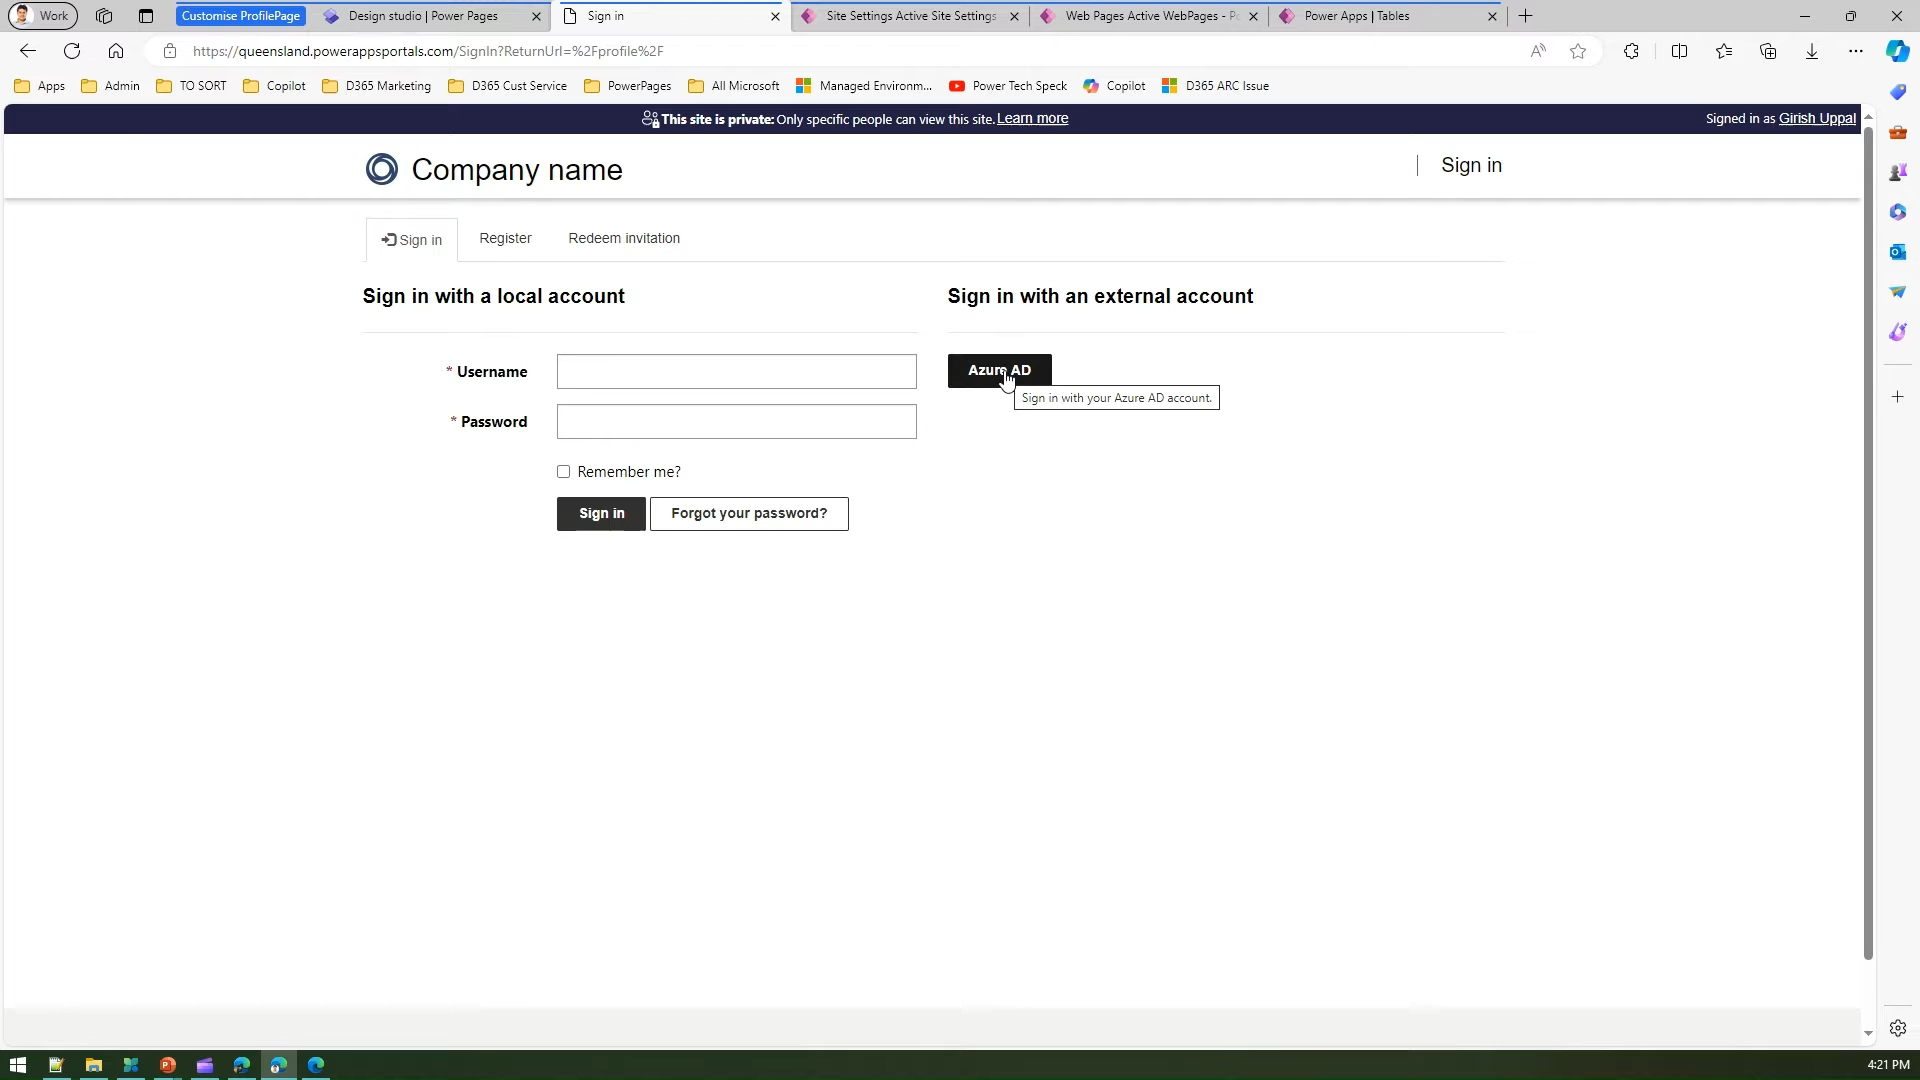 Work
Customise ProfilePage
Design studio | Power Pages
Sign in
Site Settings Active Site Settings
Web Pages Active WebPages - Po
Power Apps | Tables
https://queensland.powerappsportals.com/SignIn?ReturnUrl=%2Fprofile%2F
Apps
Admin
TO SORT
Copilot
D365 Marketing
D365 Cust Service
PowerPages
All Microsoft
Managed Environm...
Power Tech Speck
Copilot
D365 ARC Issue
This site is private: Only specific people can view this site. Learn more
Signed in as Girish Uppal
Company name
Sign in
Sign in
Register
Redeem invitation
Sign in with a local account
Sign in with an external account
* Username
Azure AD
Sign in with your Azure AD account.
* Password
Remember me?
Sign in
Forgot your password?
4:21 PM